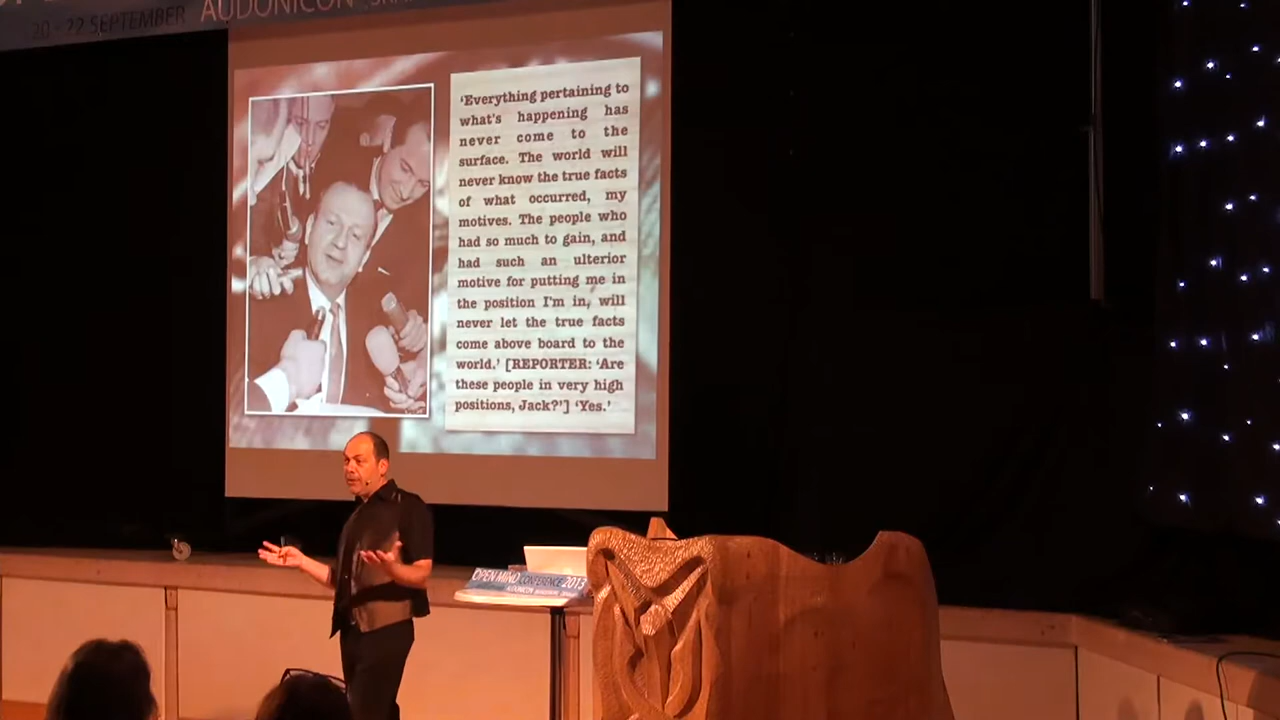 20 - 22 SEPTEMBER AUDONICON
'Everything pertaining to
what's happening has
never come to the
surface. The world will
never know the true facts
of what occurred, my
motives. The people who
had so much to gain, and
had such an ulterior
motive for putting me in
the position I'm in, will
never let the true facts
come above board to the
world.' [REPORTER: 'Are
these people in very high
positions, Jack?'] 'Yes.'
OPEN MIND CONFERENCE 2013
AUDONICON